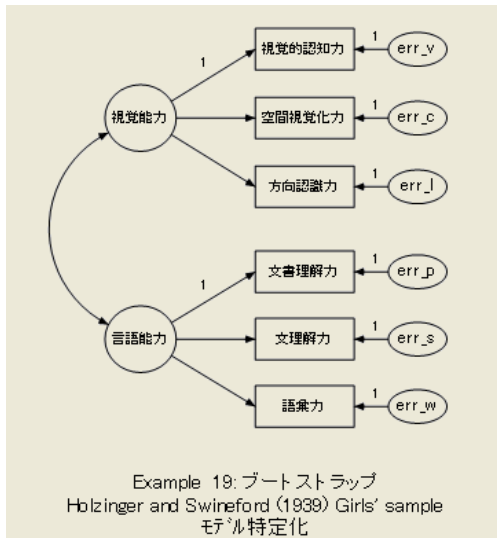 視覚的認知力
1
err_v
1
視覚能力
空間視覚化力
1
err_c
方向認識力
1
err_l
文書理解力
1
err_p
1
言語能力
文理解力
1
err_s
語彙力
1
err_w
Example 19: ブートストラップ
Holzinger and Swineford (1939) Girls' sample
モデル特定化